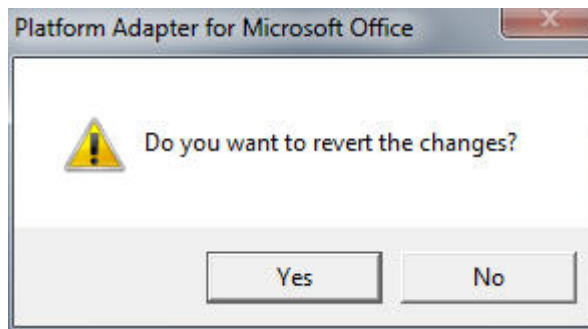 Platform Adapter for Microsoft Office
Do you want to revert the changes?
Yes
No